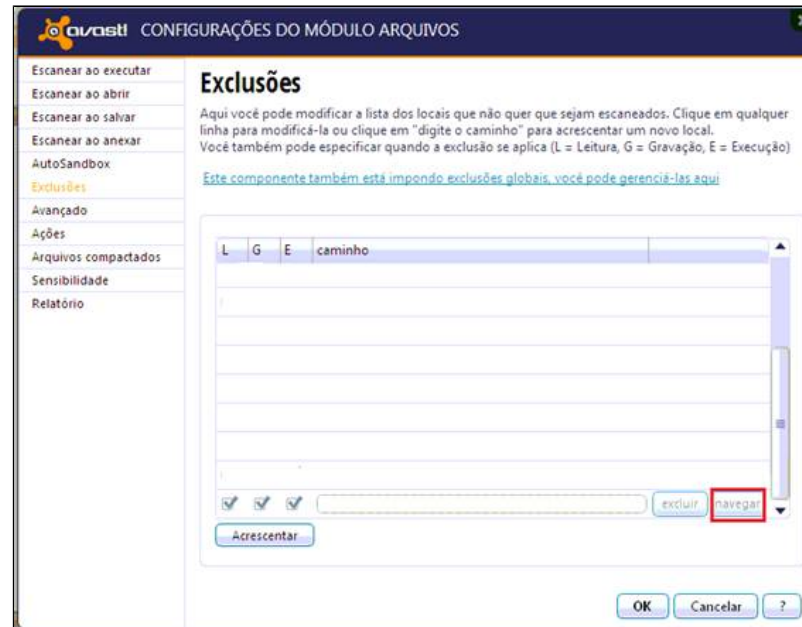 avast! CONFIGURAÇÕES DO MÓDULO ARQUIVOS
Escanear ao executar
Escanear ao abrir
Escanear ao salvar
Escanear ao anexar
AutoSandbox
Exclusões
Avançado
Ações
Arquivos compactados
Sensibilidade
Relatório
Exclusões
Aqui você pode modificar a lista dos locais que não quer que sejam escaneados. Clique em qualquer
linha para modificá-la ou clique em "digite o caminho" para acrescentar um novo local.
Você também pode especificar quando a exclusão se aplica (L = Leitura, G = Gravação, E = Execução)
Este componente também está impondo exclusões globais, você pode gerenciá-las aqui
L G E caminho
excluir navegar
Acrescentar
OK Cancelar ?